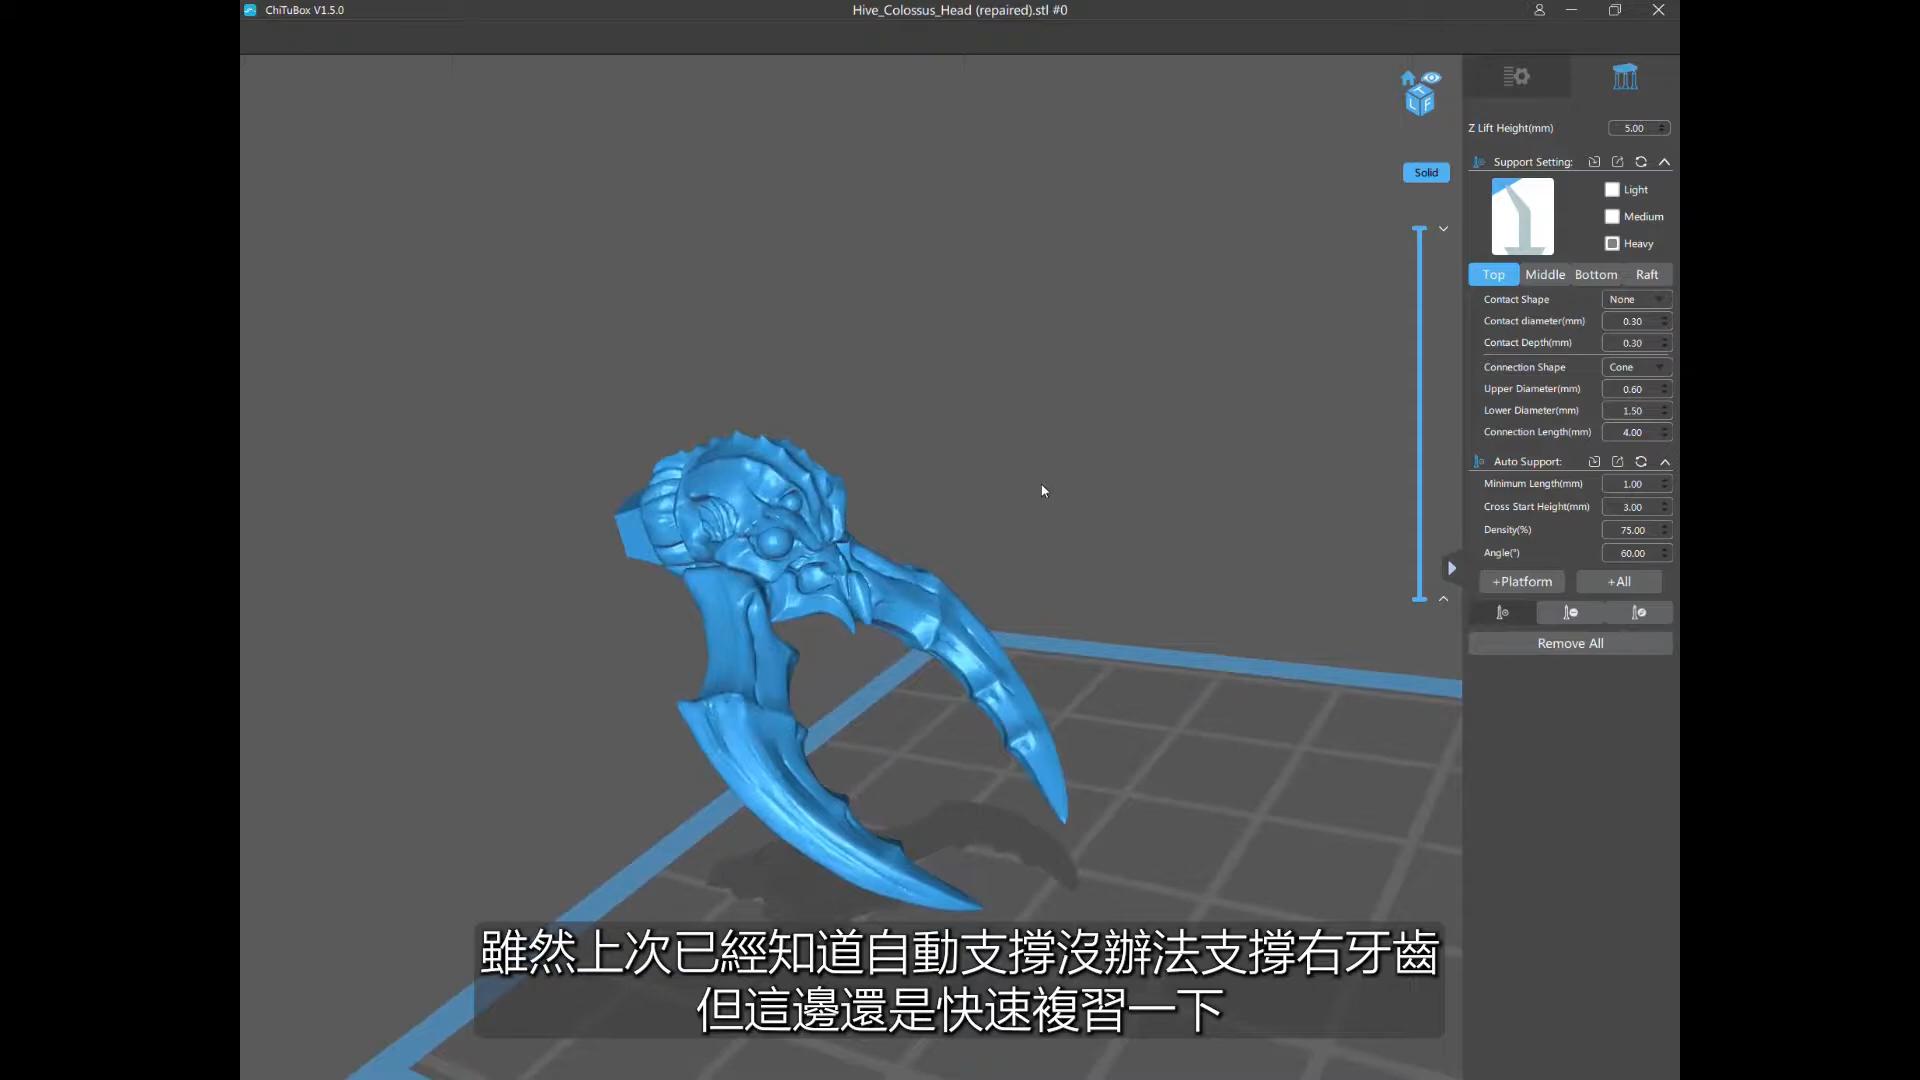 ChiTuBox V1.5.0
Hive_Colossus_Head (repaired).stl #0
Solid
Z Lift Height(mm) 5.00
Support Setting:
Light
Medium
Heavy
Top Middle Bottom Raft
Contact Shape None
Contact diameter(mm) 0.30
Contact Depth(mm) 0.30
Connection Shape Cone
Upper Diameter(mm) 0.60
Lower Diameter(mm) 1.50
Connection Length(mm) 4.00
Auto Support:
Minimum Length(mm) 1.00
Cross Start Height(mm) 3.00
Density(%) 75.00
Angle(°) 60.00
+Platform +All
Remove All
雖然上次已經知道自動支撐沒辦法支撐右牙齒
但這邊還是快速複習一下